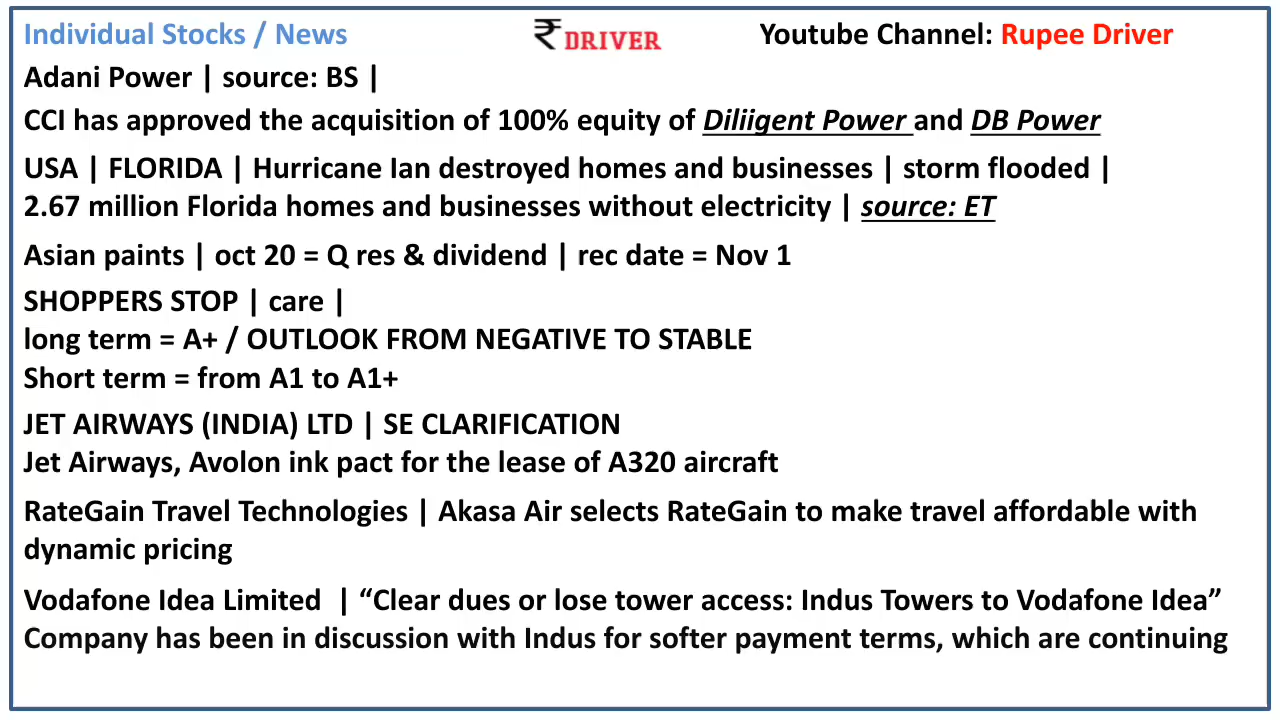 Individual Stocks / News ₹ DRIVER Youtube Channel: Rupee Driver
Adani Power | source: BS |
CCI has approved the acquisition of 100% equity of Diliigent Power and DB Power
USA | FLORIDA | Hurricane Ian destroyed homes and businesses | storm flooded |
2.67 million Florida homes and businesses without electricity | source: ET
Asian paints | oct 20 = Q res & dividend | rec date = Nov 1
SHOPPERS STOP | care |
long term = A+ / OUTLOOK FROM NEGATIVE TO STABLE
Short term = from A1 to A1+
JET AIRWAYS (INDIA) LTD | SE CLARIFICATION
Jet Airways, Avolon ink pact for the lease of A320 aircraft
RateGain Travel Technologies | Akasa Air selects RateGain to make travel affordable with
dynamic pricing
Vodafone Idea Limited | “Clear dues or lose tower access: Indus Towers to Vodafone Idea”
Company has been in discussion with Indus for softer payment terms, which are continuing